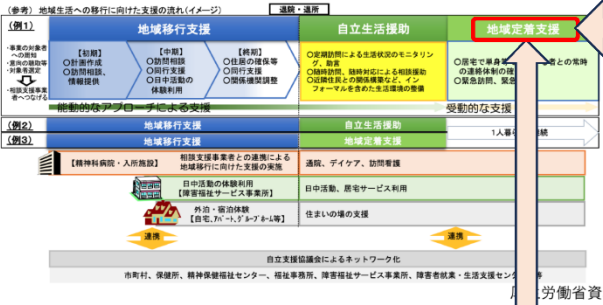 (参考) 地域生活への移行に向けた支援の流れ(イメージ)
退院・退所
(例1)
地域移行支援
自立生活援助
地域定着支援
・事業の対象者
への周知
・意向の聴取等
・対象者選定
・相談支援事業
者へつなげる
【初期】
○計画作成
○訪問相談、
情報提供
【中期】
○訪問相談
○同行支援
○日中活動の
体験利用
【終期】
○住居の確保等
○同行支援
○関係機関調整
○定期訪問による生活状況のモニタリン
グ、助言
○随時訪問、随時対応による相談援助
○近隣住民との関係構築など、イン
フォーマルを含めた生活環境の整備
○居宅で単身等
者との常時
の連絡体制の確
○緊急訪問、緊急
能動的なアプローチによる支援
受動的な支援
(例2)
地域移行支援
自立生活援助
1人暮
継続
(例3)
地域移行支援
地域定着支援
【精神科病院・入所施設】
相談支援事業者との連携による
地域移行に向けた支援の実施
通院、デイケア、訪問看護
日中活動の体験利用
【障害福祉サービス事業所】
日中活動、居宅サービス利用
外泊・宿泊体験
【自宅、アパート、グループホーム等】
住まいの場の支援
連携
連携
自立支援協議会によるネットワーク化
市町村、保健所、精神保健福祉センター、福祉事務所、障害福祉サービス事業所、障害者就業・生活支援セン
等
労働省資